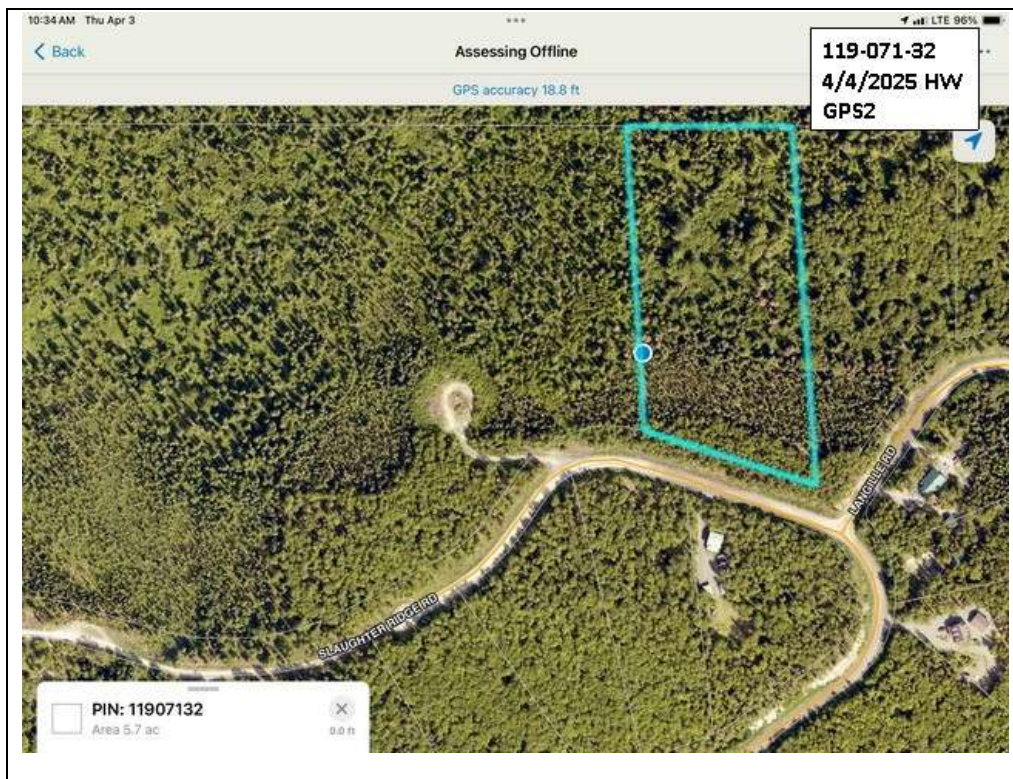 10:34 AM Thu Apr 3
LTE 96%
Back
Assessing Offline
119-071-32
4/4/2025 HW
GPS2
GPS accuracy 18.8 ft
LANGILLE RD
SLAUGHTER RIDGE RD
PIN: 11907132
Area 5.7 ac
0.0 ft